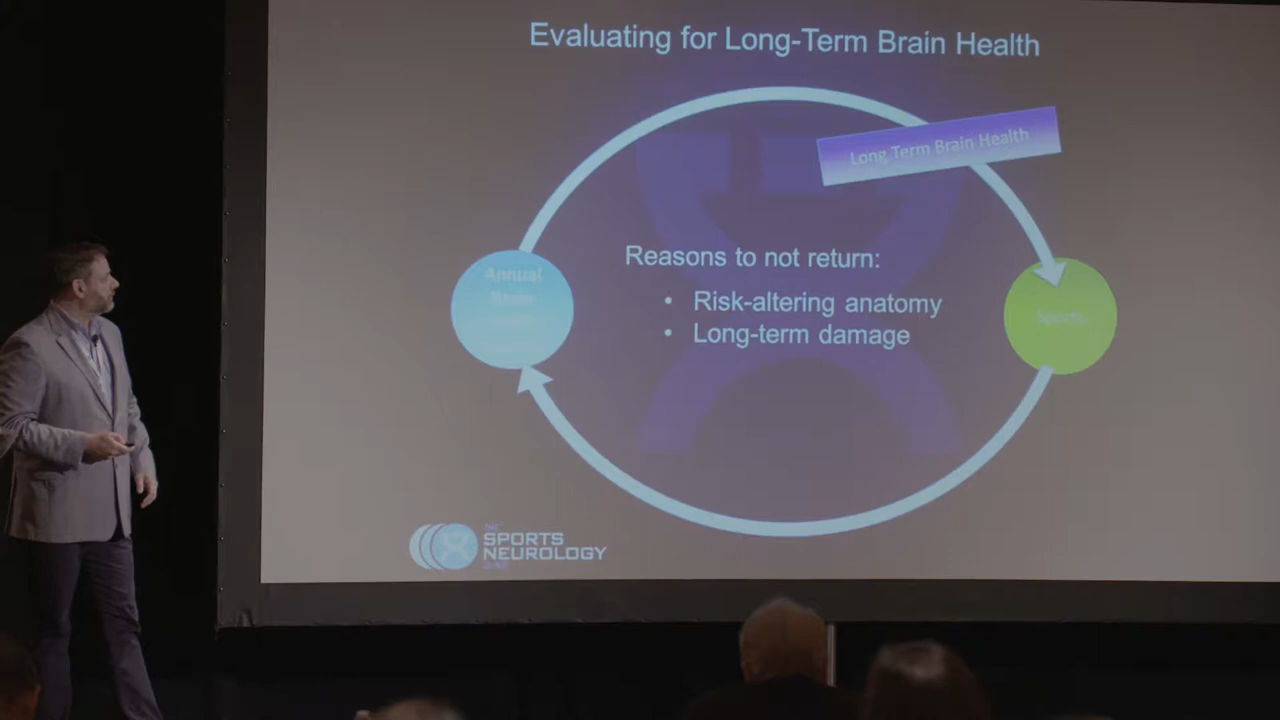 Evaluating for Long-Term Brain Health
Long Term Brain Health
Reasons to not return:
• Risk-altering anatomy
• Long-term damage
Annual
Sports
THE
SPORTS
NEUROLOGY